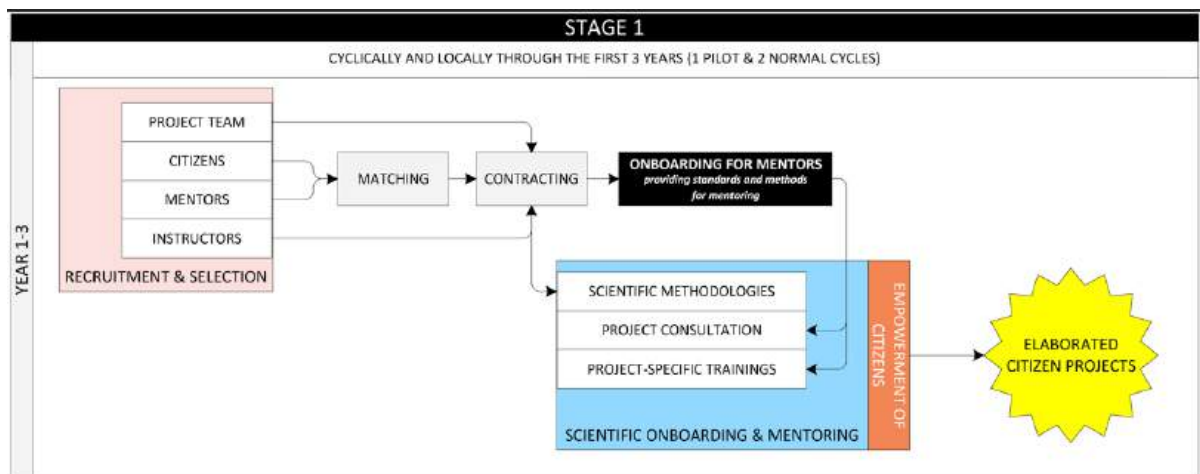 STAGE 1
CYCLICALLY AND LOCALLY THROUGH THE FIRST 3 YEARS (1 PILOT & 2 NORMAL CYCLES)
YEAR 1-3
PROJECT TEAM
CITIZENS
MENTORS
INSTRUCTORS
RECRUITMENT & SELECTION
MATCHING
CONTRACTING
ONBOARDING FOR MENTORS
providing standards and methods
for mentoring
SCIENTIFIC METHODOLOGIES
PROJECT CONSULTATION
PROJECT-SPECIFIC TRAININGS
SCIENTIFIC ONBOARDING & MENTORING
EMPOWERMENT OF
CITIZENS
ELABORATED
CITIZEN PROJECTS